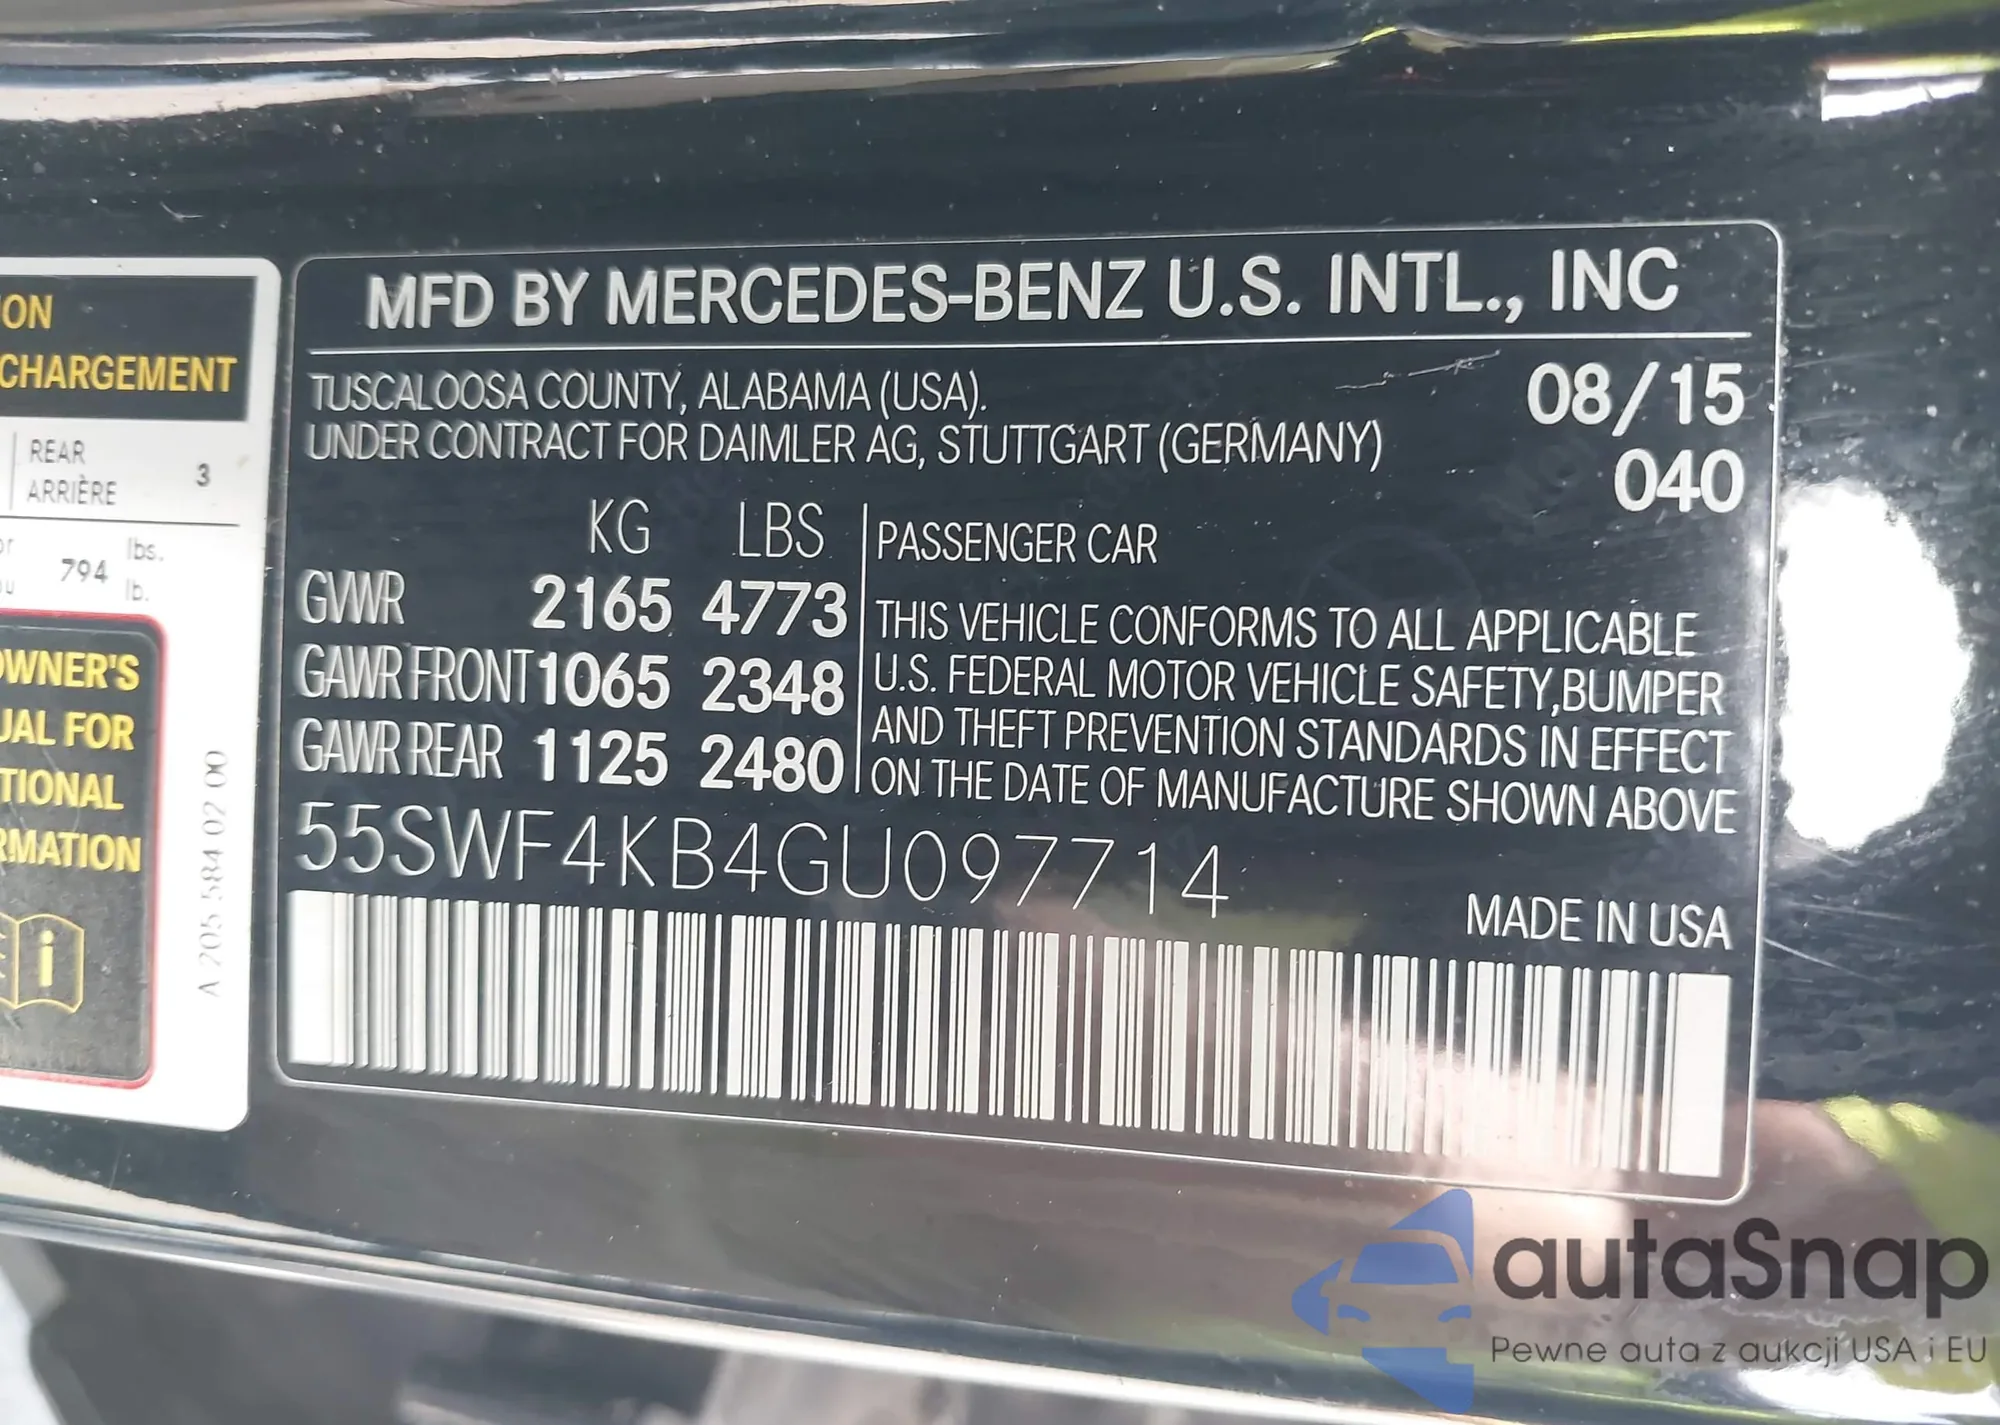 ON
CHARGEMENT
REAR
ARRIÈRE
3
794
lbs.
lb.
OWNER'S
UAL FOR
TIONAL
RMATION
i
A 205 584 02 00
MFD BY MERCEDES-BENZ U.S. INTL., INC
TUSCALOOSA COUNTY, ALABAMA (USA).
08/15
UNDER CONTRACT FOR DAIMLER AG, STUTTGART (GERMANY)
040
KG LBS
GVWR 2165 4773
GAWR FRONT 1065 2348
GAWR REAR 1125 2480
PASSENGER CAR
THIS VEHICLE CONFORMS TO ALL APPLICABLE
U.S. FEDERAL MOTOR VEHICLE SAFETY,BUMPER
AND THEFT PREVENTION STANDARDS IN EFFECT
ON THE DATE OF MANUFACTURE SHOWN ABOVE
55SWF4KB4GU097714
MADE IN USA
autaSnap
Pewne auta z aukcji USA i EU